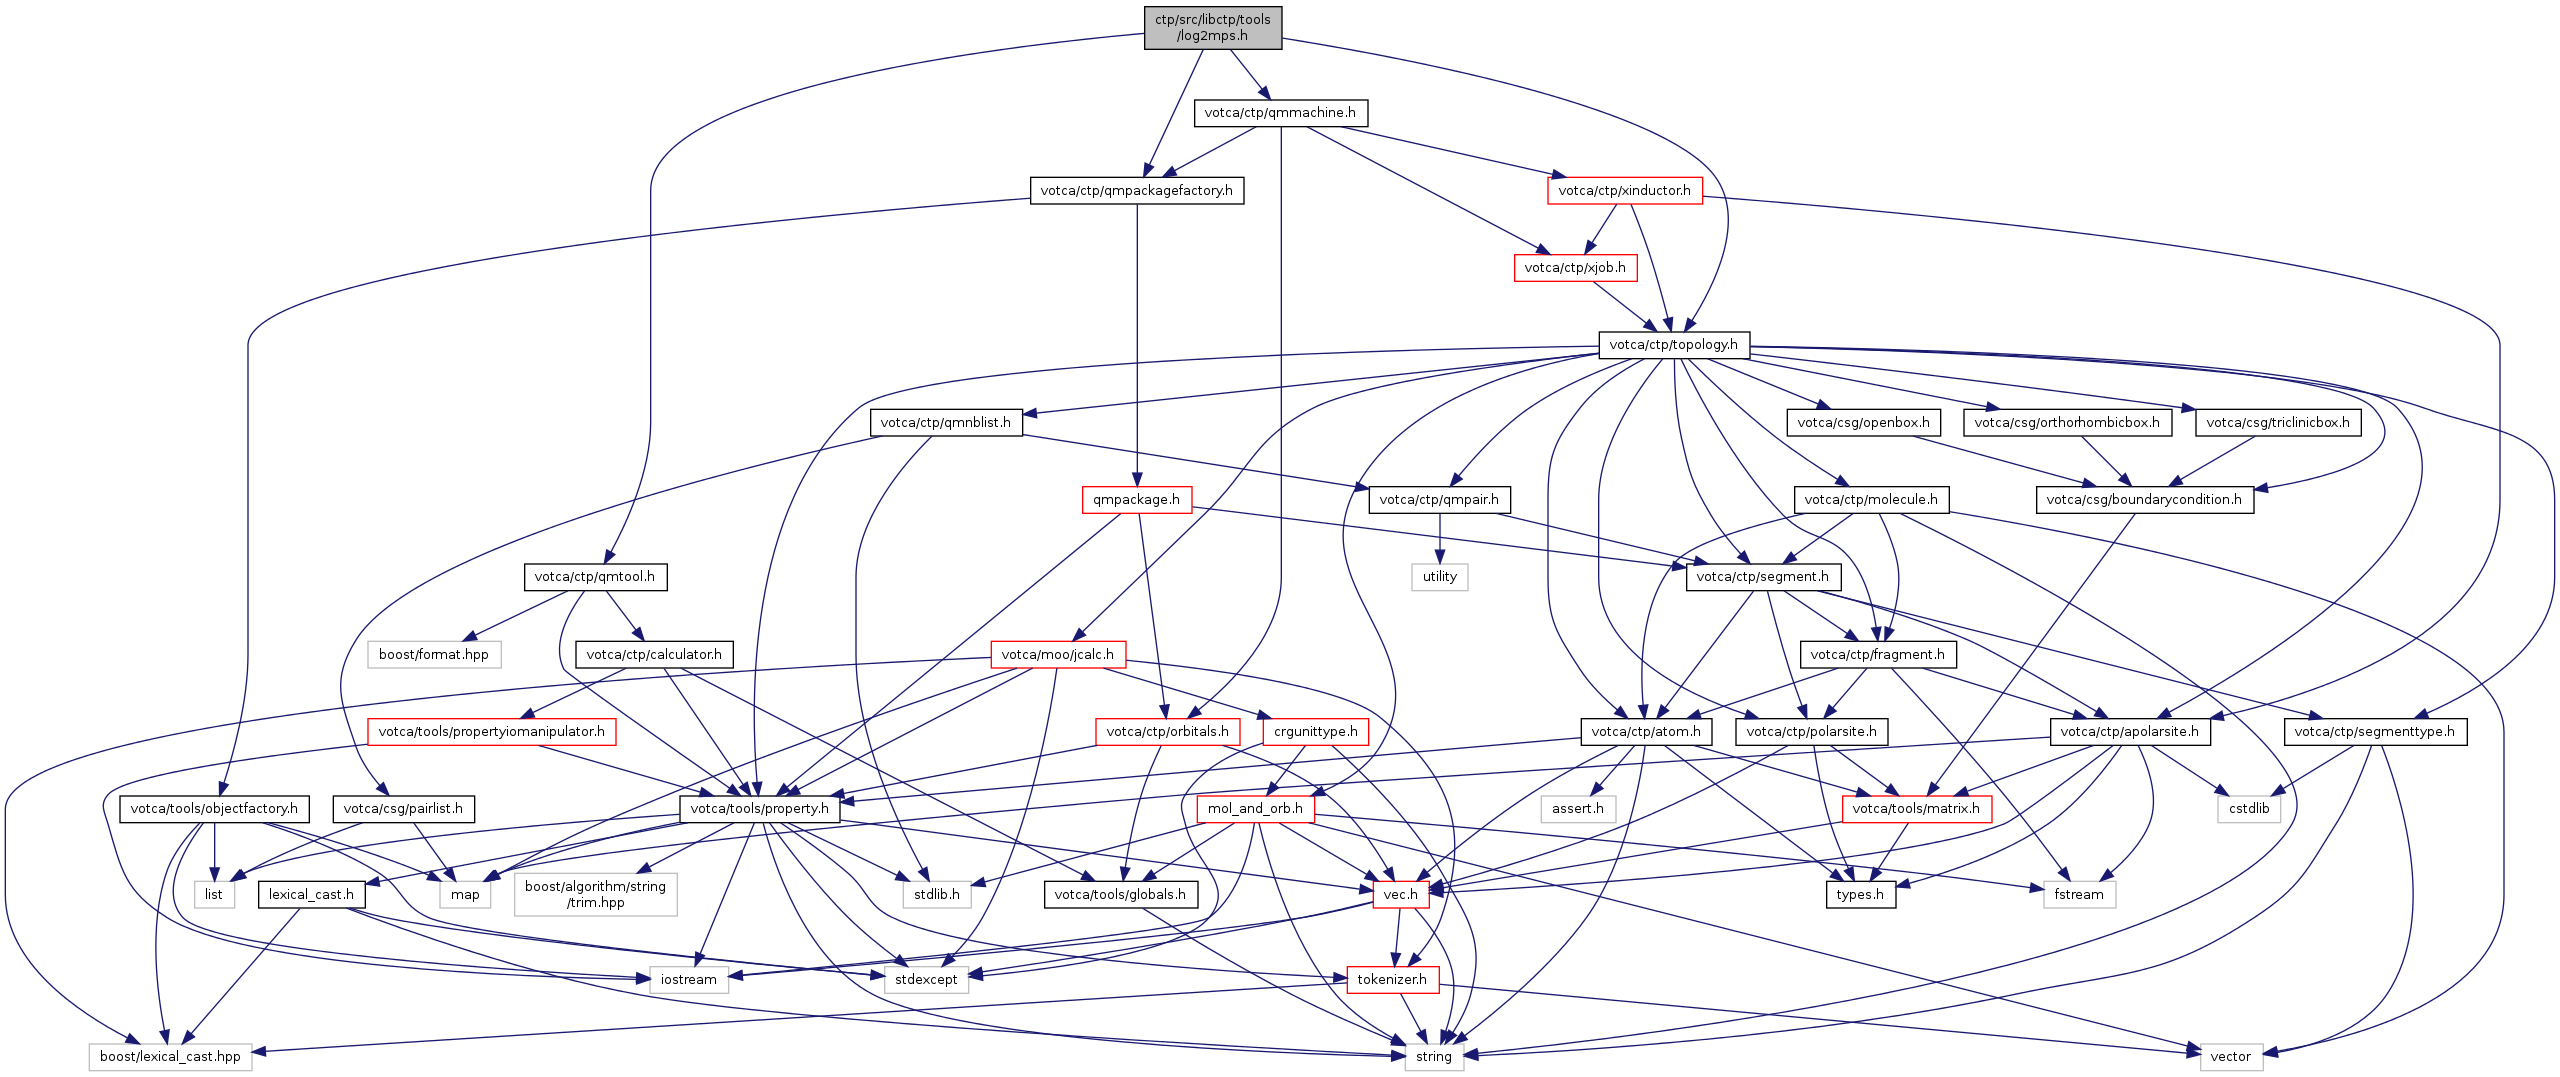 ctp/src/libctp/tools
/log2mps.h
votca/ctp/qmmachine.h
votca/ctp/qmpackagefactory.h
votca/ctp/xinductor.h
votca/ctp/xjob.h
votca/ctp/topology.h
votca/ctp/qmnblist.h
votca/csg/openbox.h
votca/csg/orthorhombicbox.h
votca/csg/triclinicbox.h
qmpackage.h
votca/ctp/qmpair.h
votca/ctp/molecule.h
votca/csg/boundarycondition.h
votca/ctp/qmtool.h
utility
votca/ctp/segment.h
boost/format.hpp
votca/ctp/calculator.h
votca/moo/jcalc.h
votca/ctp/fragment.h
votca/tools/propertyiomanipulator.h
votca/ctp/orbitals.h
crgunittype.h
votca/ctp/atom.h
votca/ctp/polarsite.h
votca/ctp/apolarsite.h
votca/ctp/segmenttype.h
votca/tools/objectfactory.h
votca/csg/pairlist.h
votca/tools/property.h
mol_and_orb.h
assert.h
votca/tools/matrix.h
cstdlib
list
lexical_cast.h
map
boost/algorithm/string
/trim.hpp
stdlib.h
votca/tools/globals.h
vec.h
types.h
fstream
iostream
stdexcept
tokenizer.h
boost/lexical_cast.hpp
string
vector